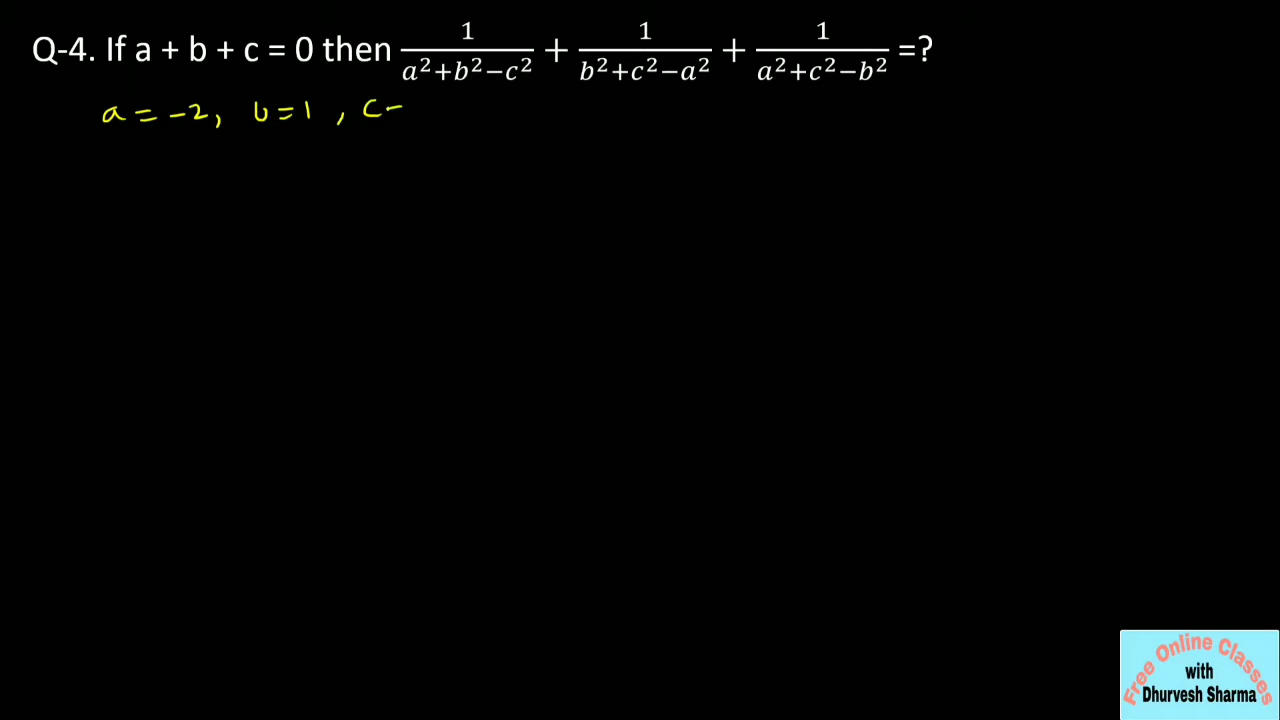 Q-4. If a + b + c = 0 then 1/(a²+b²−c²) + 1/(b²+c²−a²) + 1/(a²+c²−b²) =?
a = -2, b = 1, c -
Free Online Classes
with
Dhurvesh Sharma